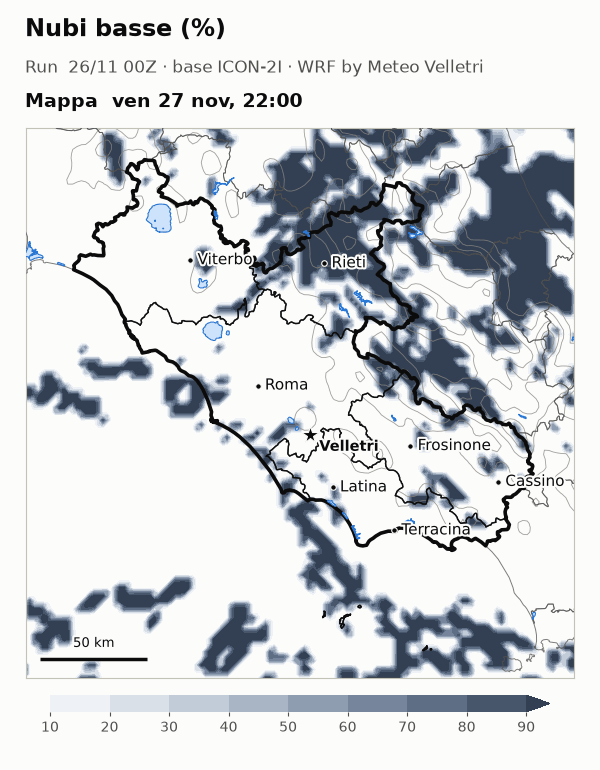 Nubi basse (%)
Run 26/11 00Z · base ICON-2I · WRF by Meteo Velletri
Mappa ven 27 nov, 22:00
Viterbo
Rieti
Roma
Velletri
Frosinone
Latina
Cassino
Terracina
50 km
10 20 30 40 50 60 70 80 90